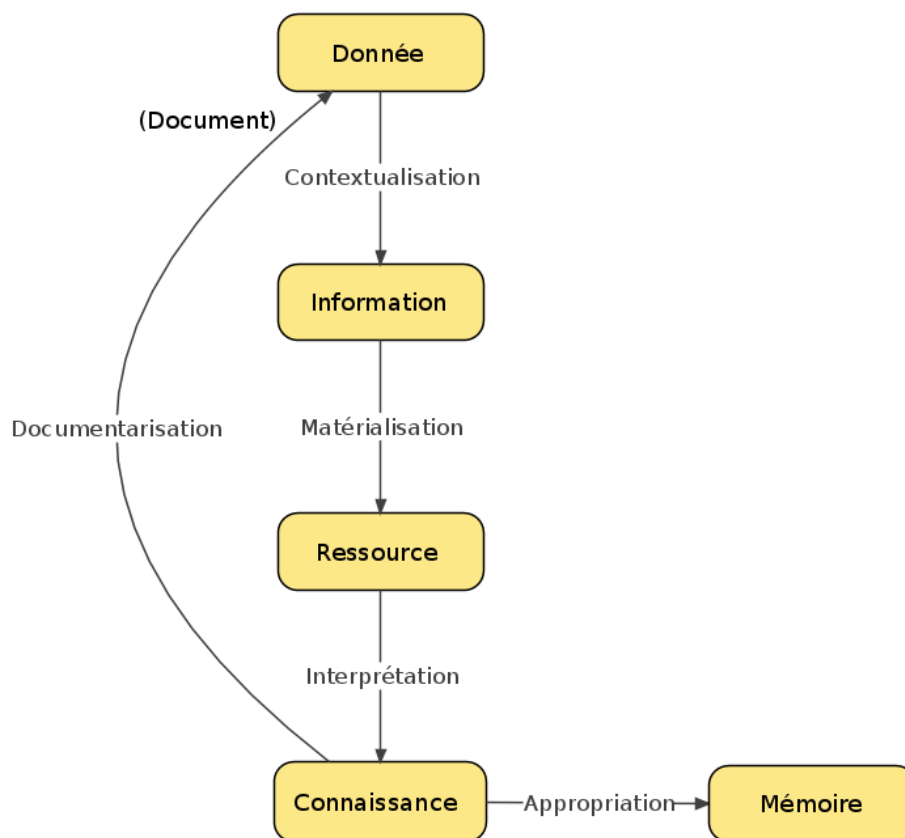 Donnée
(Document)
Contextualisation
Information
Documentarisation
Matérialisation
Ressource
Interprétation
Connaissance
Appropriation
Mémoire